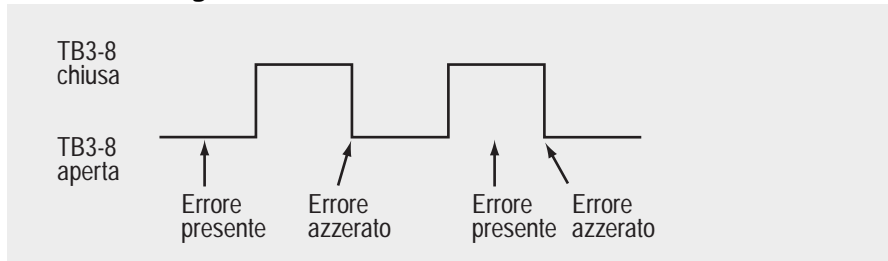 TB3-8
chiusa
TB3-8
aperta
Errore
presente
Errore
azzerato
Errore
presente
Errore
azzerato